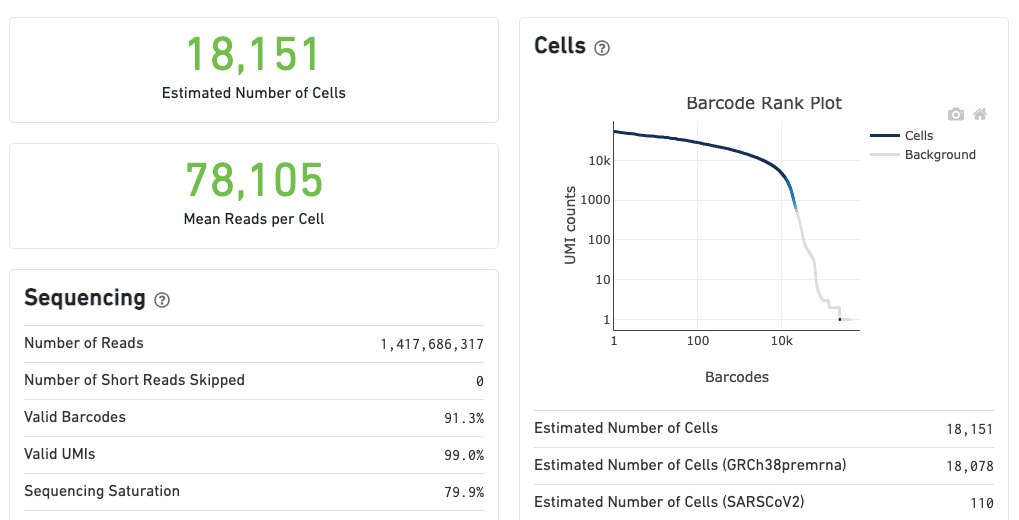 18,151
Estimated Number of Cells
78,105
Mean Reads per Cell
Sequencing ?
Number of Reads 1,417,686,317
Number of Short Reads Skipped 0
Valid Barcodes 91.3%
Valid UMIs 99.0%
Sequencing Saturation 79.9%
Cells ?
Barcode Rank Plot
Cells
Background
10k
1000
100
10
1
UMI counts
1 100 10k
Barcodes
Estimated Number of Cells 18,151
Estimated Number of Cells (GRCh38premrna) 18,078
Estimated Number of Cells (SARSCoV2) 110